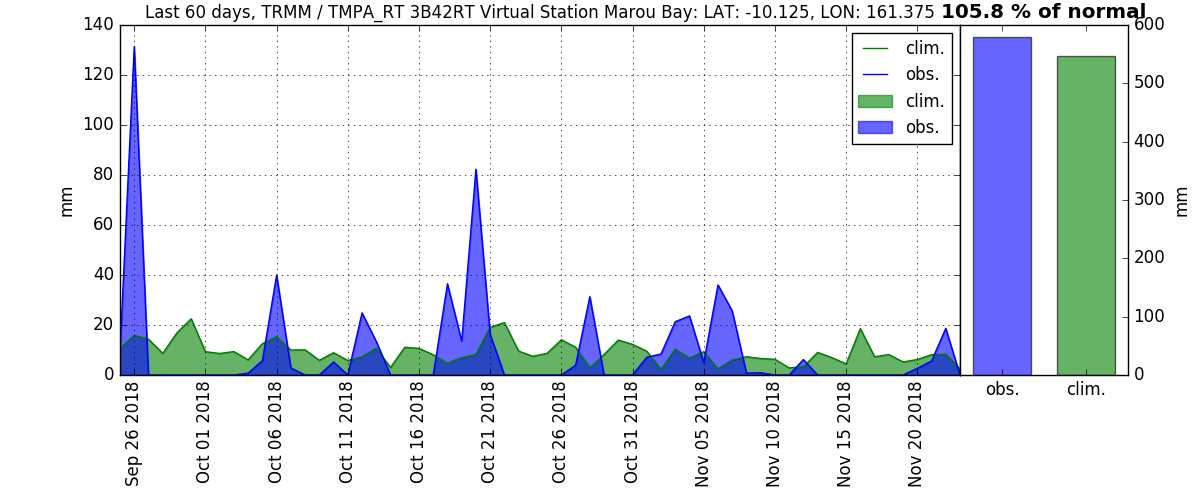 Last 60 days, TRMM / TMPA_RT 3B42RT Virtual Station Marou Bay: LAT: -10.125, LON: 161.375 105.8 % of normal
140
120
100
80
60
40
20
0
mm
clim.
obs.
clim.
obs.
600
500
400
300
200
100
0
mm
Sep 26 2018
Oct 01 2018
Oct 06 2018
Oct 11 2018
Oct 16 2018
Oct 21 2018
Oct 26 2018
Oct 31 2018
Nov 05 2018
Nov 10 2018
Nov 15 2018
Nov 20 2018
obs.
clim.